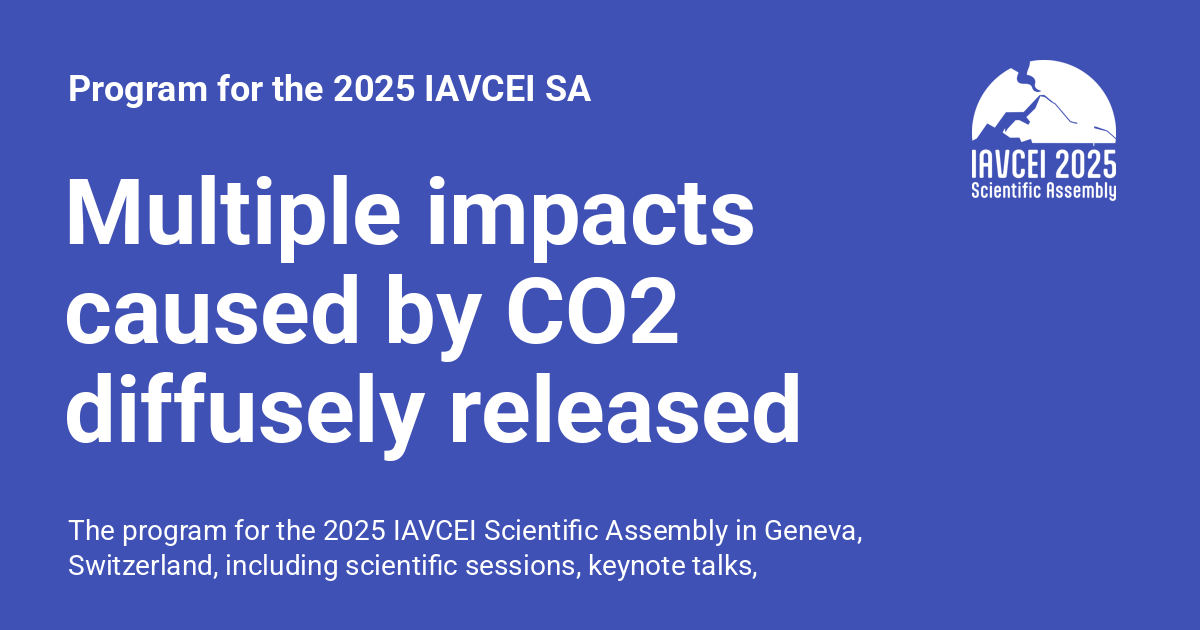 Program for the 2025 IAVCEI SA
IAVCEI 2025
Scientific Assembly
Multiple impacts
caused by CO2
diffusely released
The program for the 2025 IAVCEI Scientific Assembly in Geneva,
Switzerland, including scientific sessions, keynote talks,